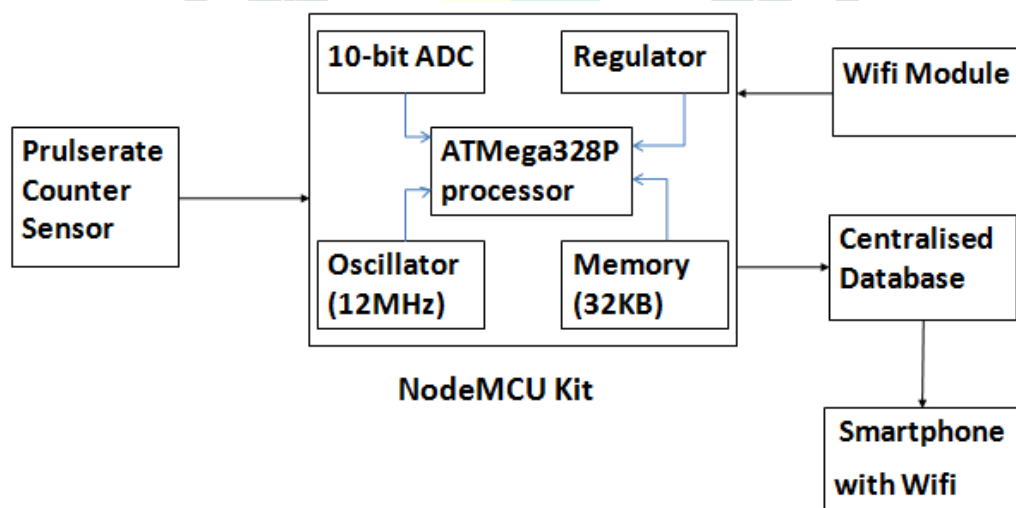 10-bit ADC
Regulator
Wifi Module
Prulserate
Counter
Sensor
ATMega328P
processor
Oscillator
(12MHz)
Memory
(32KB)
Centralised
Database
NodeMCU Kit
Smartphone
with Wifi